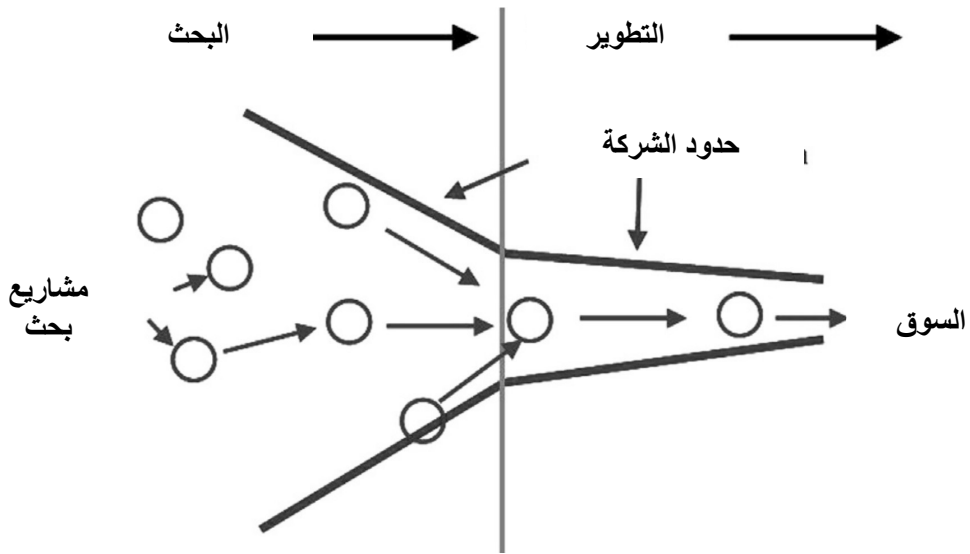 البحث
التطوير
حدود الشركة
مشاريع
بحث
السوق